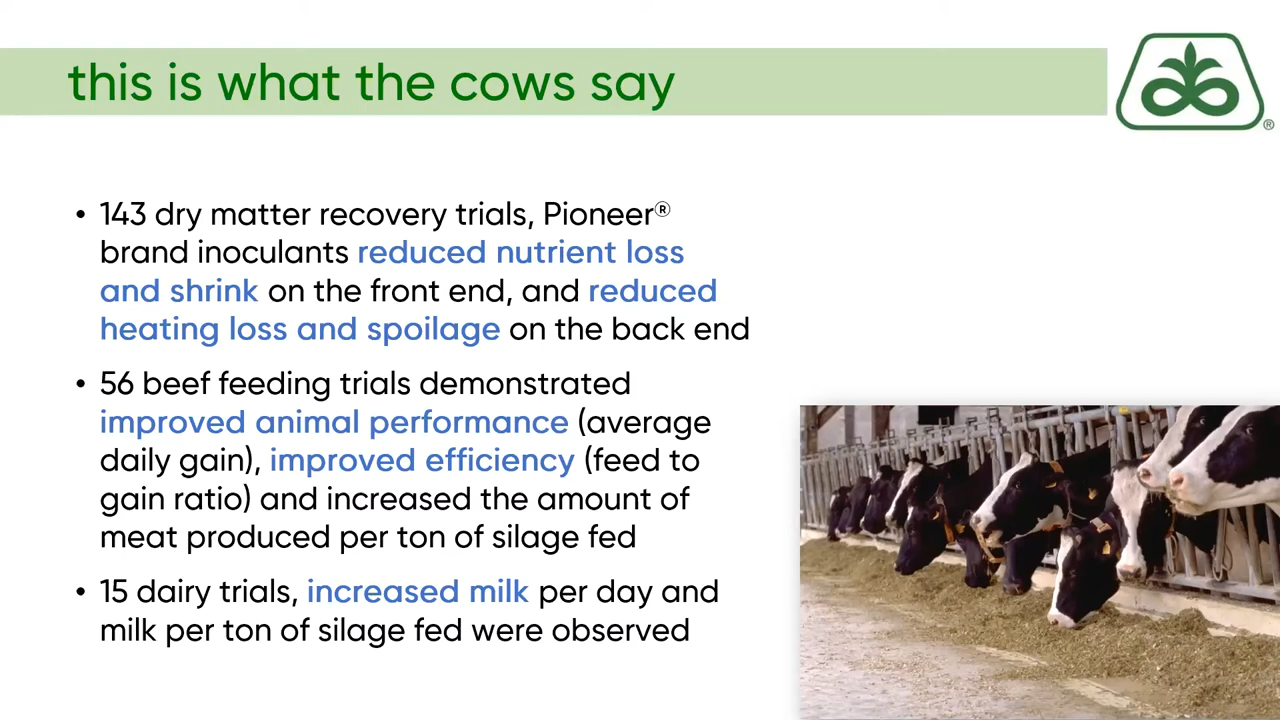 this is what the cows say
®
• 143 dry matter recovery trials, Pioneer®
brand inoculants reduced nutrient loss
and shrink on the front end, and reduced
heating loss and spoilage on the back end
• 56 beef feeding trials demonstrated
improved animal performance (average
daily gain), improved efficiency (feed to
gain ratio) and increased the amount of
meat produced per ton of silage fed
• 15 dairy trials, increased milk per day and
milk per ton of silage fed were observed